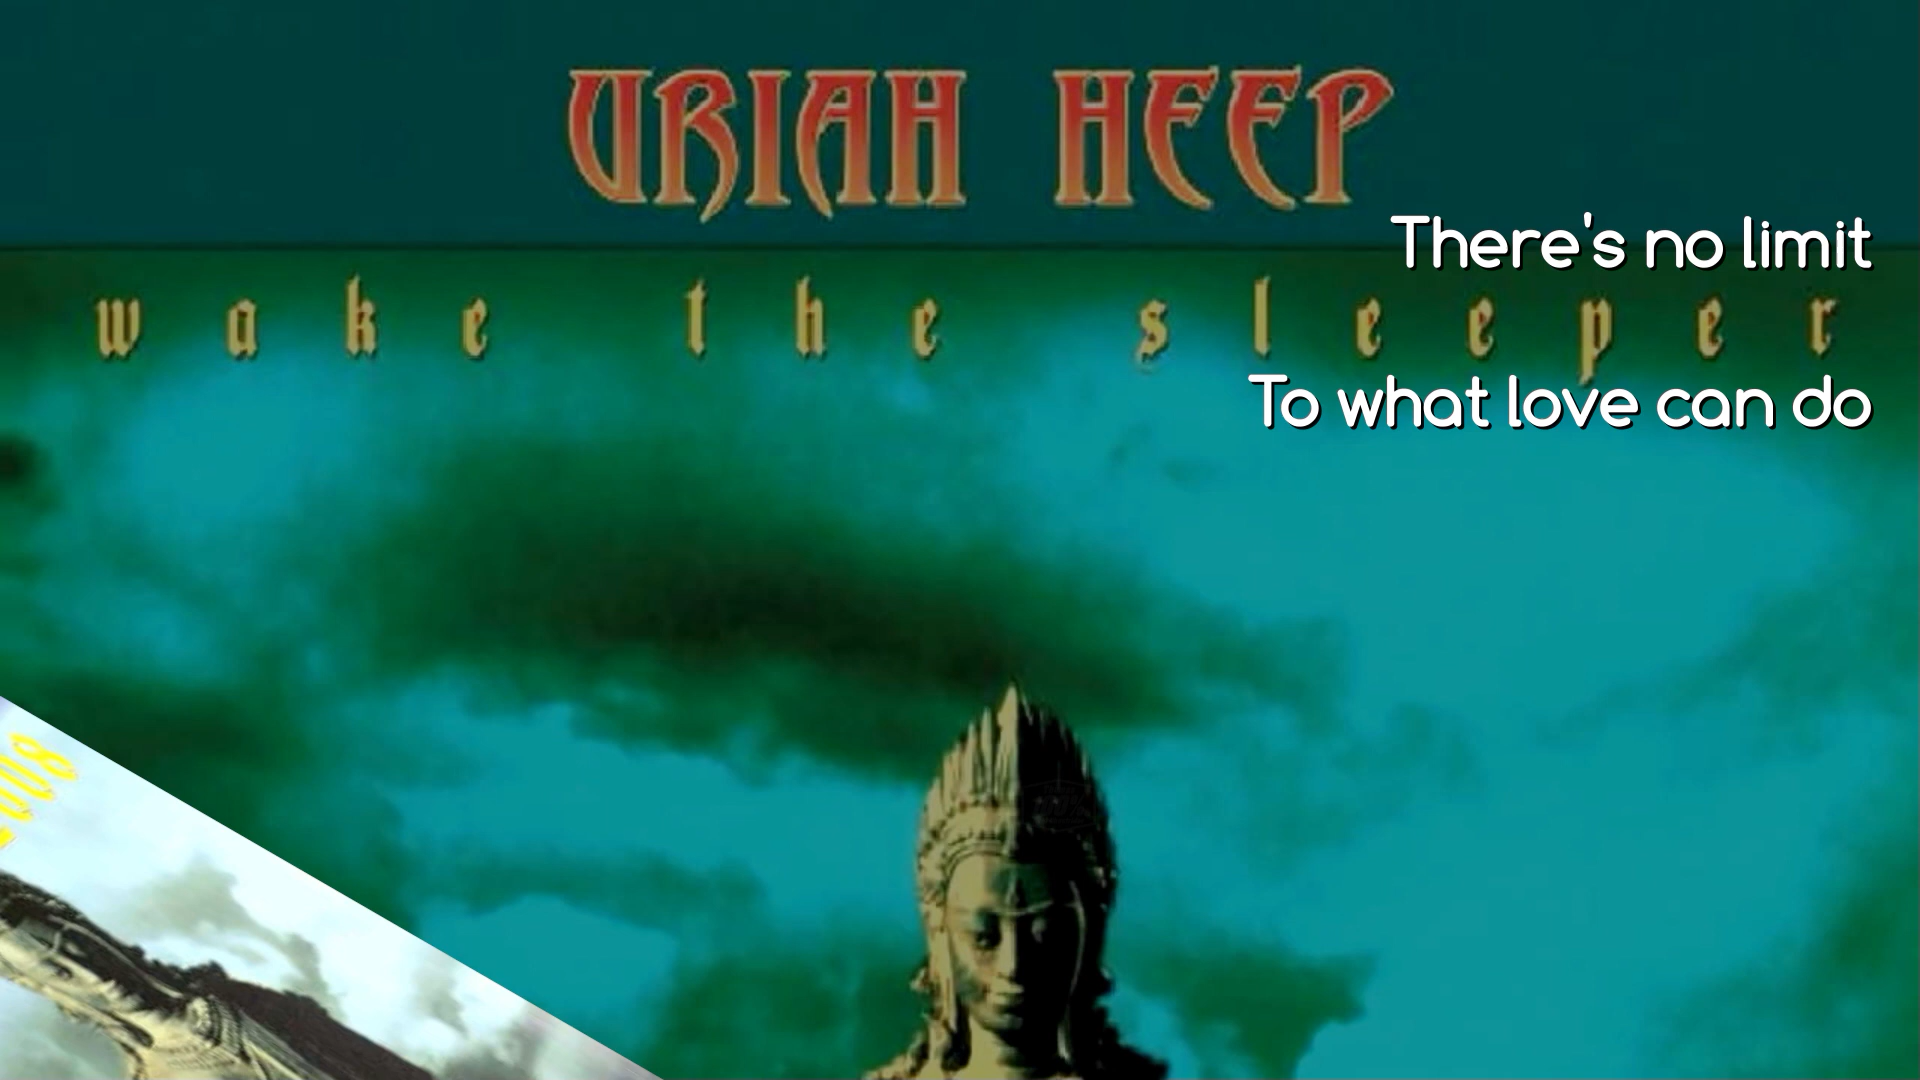 URIAH HEEP
There's no limit
wake the sleeper
To what love can do